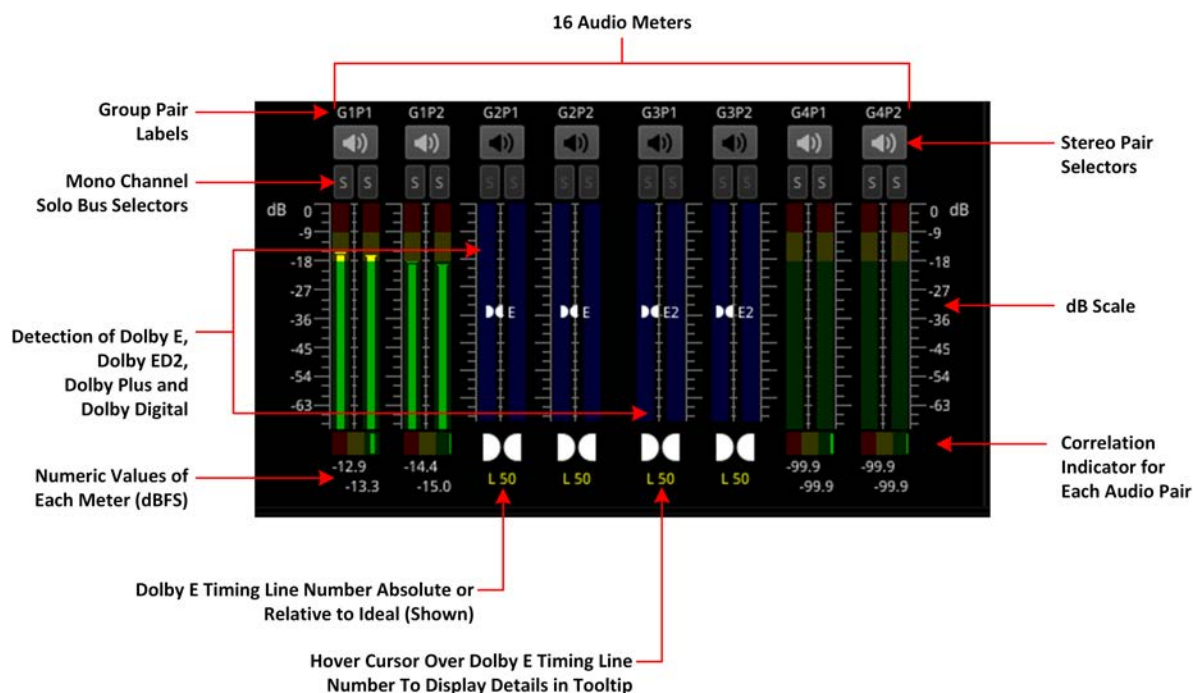 16 Audio Meters
Group Pair
Labels
G1P1 G1P2 G2P1 G2P2 G3P1 G3P2 G4P1 G4P2
Stereo Pair
Selectors
Mono Channel
Solo Bus Selectors
S S S S S S S S S S S S S S S S
dB 0 0 dB
-9 -9
-18 -18
-27 -27
-36 -36
-45 -45
-54 -54
-63 -63
E E E2 E2
dB Scale
Detection of Dolby E,
Dolby ED2,
Dolby Plus and
Dolby Digital
Correlation
Indicator for
Each Audio Pair
Numeric Values of
Each Meter (dBFS)
-12.9 -14.4 L 50 L 50 L 50 L 50 -99.9 -99.9
-13.3 -15.0 -99.9 -99.9
Dolby E Timing Line Number Absolute or
Relative to Ideal (Shown)
Hover Cursor Over Dolby E Timing Line
Number To Display Details in Tooltip